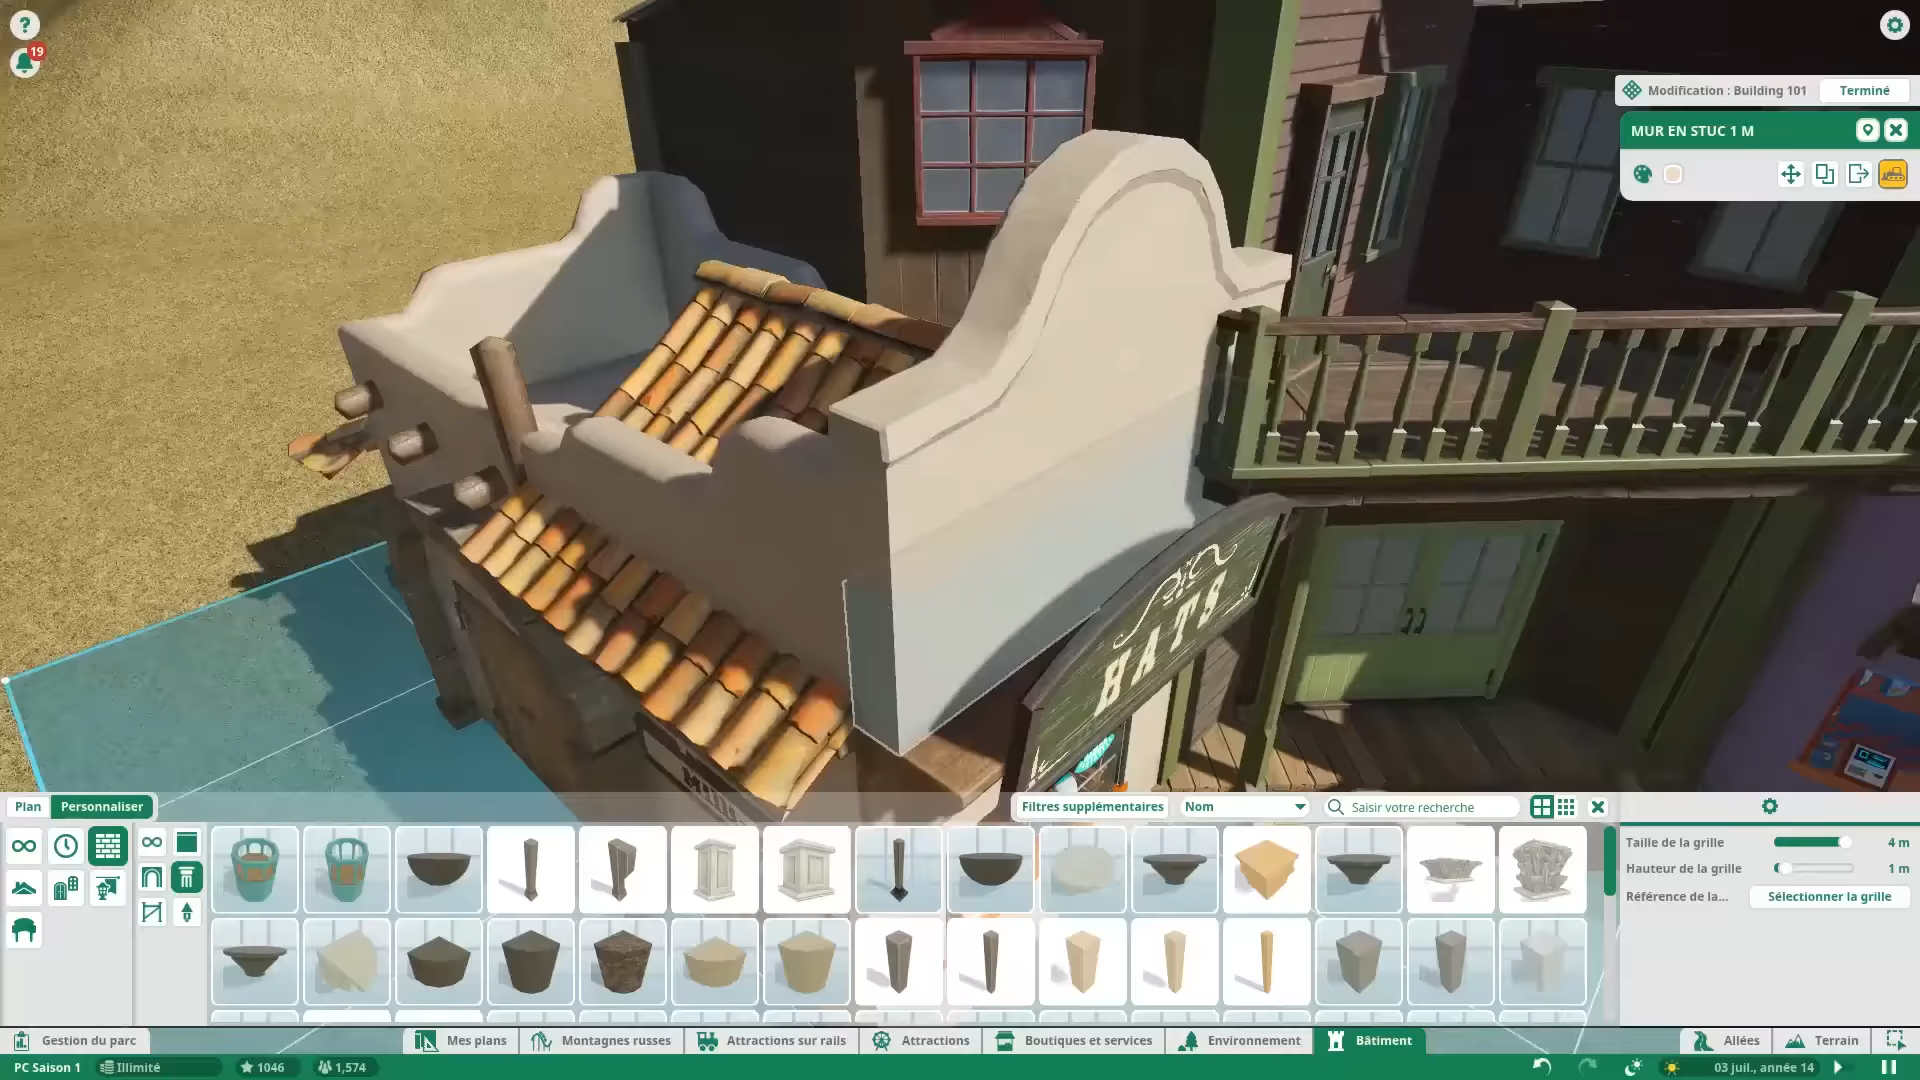 ?
19
Modification : Building 101
Terminé
MUR EN STUC 1 M
HATS
Plan
Personnaliser
Filtres supplémentaires
Nom
Saisir votre recherche
Taille de la grille
4 m
Hauteur de la grille
1 m
Référence de la...
Sélectionner la grille
Gestion du parc
Mes plans
Montagnes russes
Attractions sur rails
Attractions
Boutiques et services
Environnement
Bâtiment
Allées
Terrain
PC Saison 1
Illimité
1046
1,574
03 juil., année 14